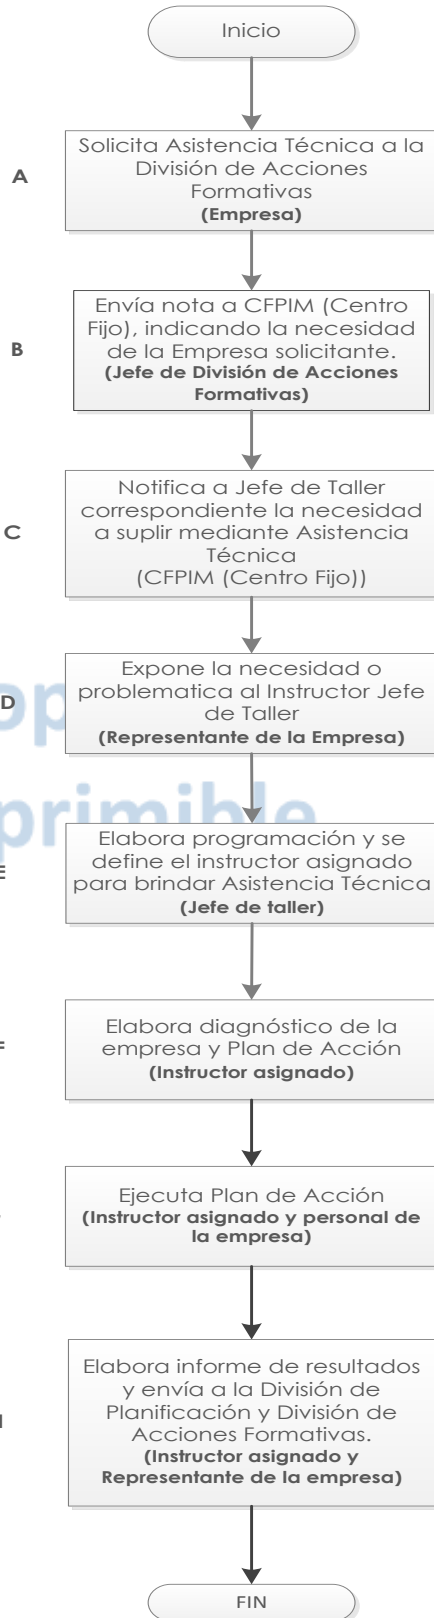 Inicio
A
Solicita Asistencia Técnica a la
División de Acciones
Formativas
(Empresa)
B
Envía nota a CFPIM (Centro
Fijo), indicando la necesidad
de la Empresa solicitante.
(Jefe de División de Acciones
Formativas)
C
Notifica a Jefe de Taller
correspondiente la necesidad
a suplir mediante Asistencia
Técnica
(CFPIM (Centro Fijo))
D
Expone la necesidad o
problematica al Instructor Jefe
de Taller
(Representante de la Empresa)
Elabora programación y se
define el instructor asignado
para brindar Asistencia Técnica
(Jefe de taller)
Elabora diagnóstico de la
empresa y Plan de Acción
(Instructor asignado)
Ejecuta Plan de Acción
(Instructor asignado y personal de
la empresa)
Elabora informe de resultados
y envía a la División de
Planificación y División de
Acciones Formativas.
(Instructor asignado y
Representante de la empresa)
FIN